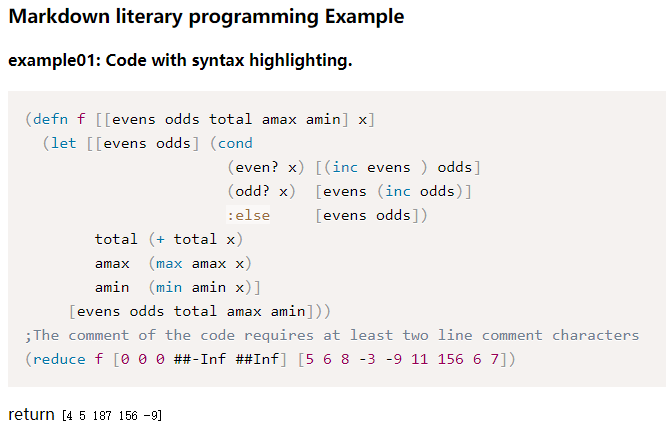 Markdown literary programming Example
example01: Code with syntax highlighting.
(defn f [[evens odds total amax amin] x]
  (let [[evens odds] (cond
                       (even? x) [(inc evens ) odds]
                       (odd? x)  [evens (inc odds)]
                       :else     [evens odds])
        total (+ total x)
        amax  (max amax x)
        amin  (min amin x)]
     [evens odds total amax amin]))
;The comment of the code requires at least two line comment characters
(reduce f [0 0 0 ##-Inf ##Inf] [5 6 8 -3 -9 11 156 6 7])
return [4 5 187 156 -9]